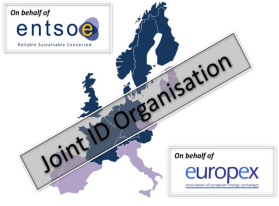 On behalf of
entsoe
Reliable Sustainable Connected
Joint ID Organisation
On behalf of
europex
association of european energy exchanges